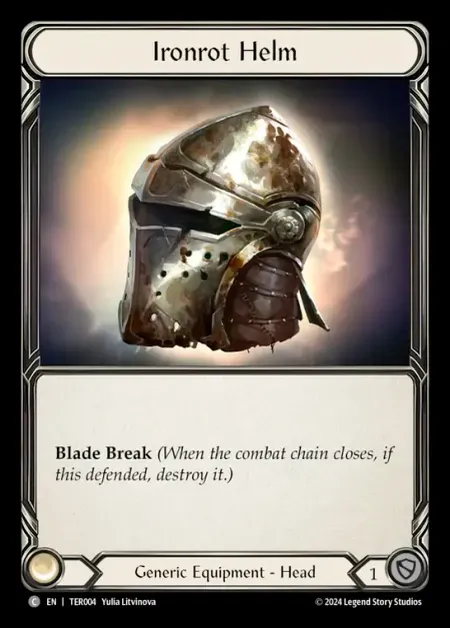 Ironrot Helm
Blade Break (When the combat chain closes, if
this defended, destroy it.)
Generic Equipment - Head
1
C EN | TER004 Yulia Litvinova
© 2024 Legend Story Studios